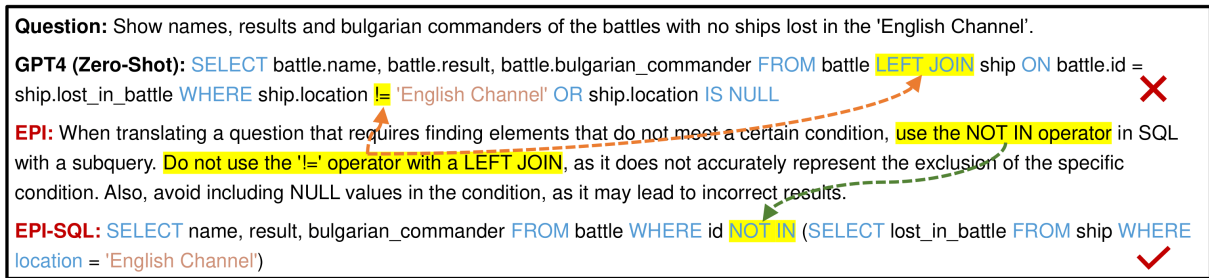 Question: Show names, results and bulgarian commanders of the battles with no ships lost in the 'English Channel'.
GPT4 (Zero-Shot): SELECT battle.name, battle.result, battle.bulgarian_commander FROM battle LEFT JOIN ship ON battle.id =
ship.lost_in_battle WHERE ship.location != 'English Channel' OR ship.location IS NULL
EPI: When translating a question that requires finding elements that do not meet a certain condition, use the NOT IN operator in SQL
with a subquery. Do not use the '!=' operator with a LEFT JOIN, as it does not accurately represent the exclusion of the specific
condition. Also, avoid including NULL values in the condition, as it may lead to incorrect results.
EPI-SQL: SELECT name, result, bulgarian_commander FROM battle WHERE id NOT IN (SELECT lost_in_battle FROM ship WHERE
location = 'English Channel')